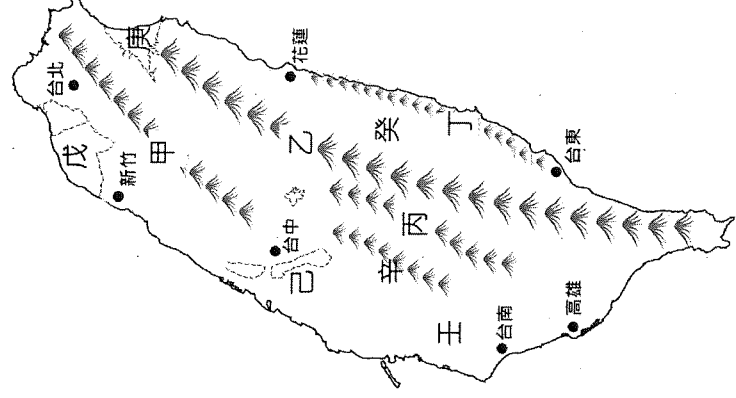 庚
台北
花蓮
戊
甲
新竹
乙
癸
丁
台東
台中
己
丙
辛
壬
台南
高雄